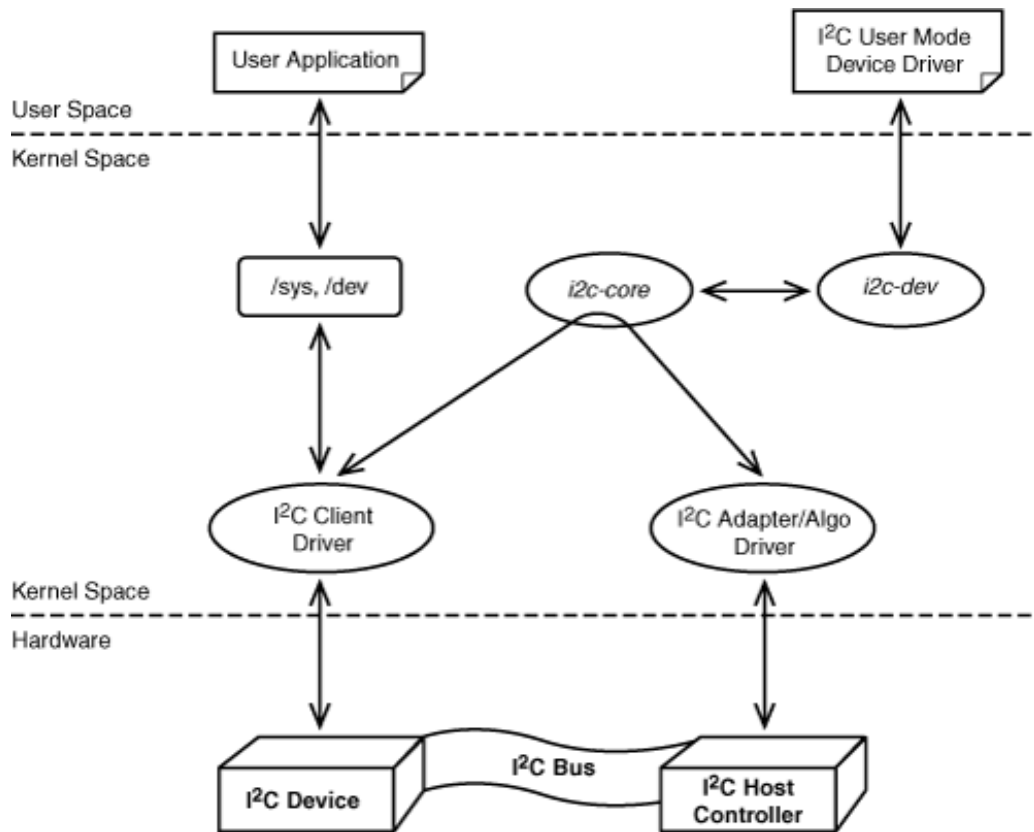 User Application
I²C User Mode
Device Driver
User Space
Kernel Space
/sys, /dev
i2c-core
i2c-dev
I²C Client
Driver
I²C Adapter/Algo
Driver
Kernel Space
Hardware
I²C Bus
I²C Device
I²C Host
Controller